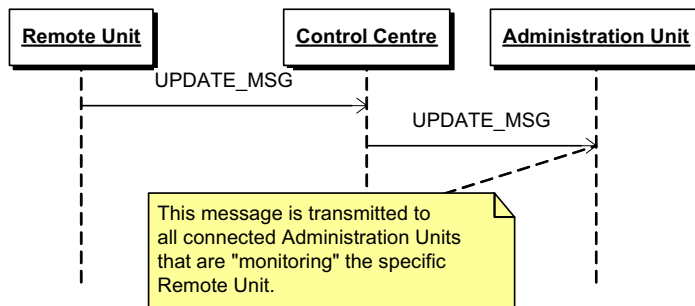 Remote Unit
Control Centre
Administration Unit
UPDATE_MSG
UPDATE_MSG
This message is transmitted to
all connected Administration Units
that are "monitoring" the specific
Remote Unit.